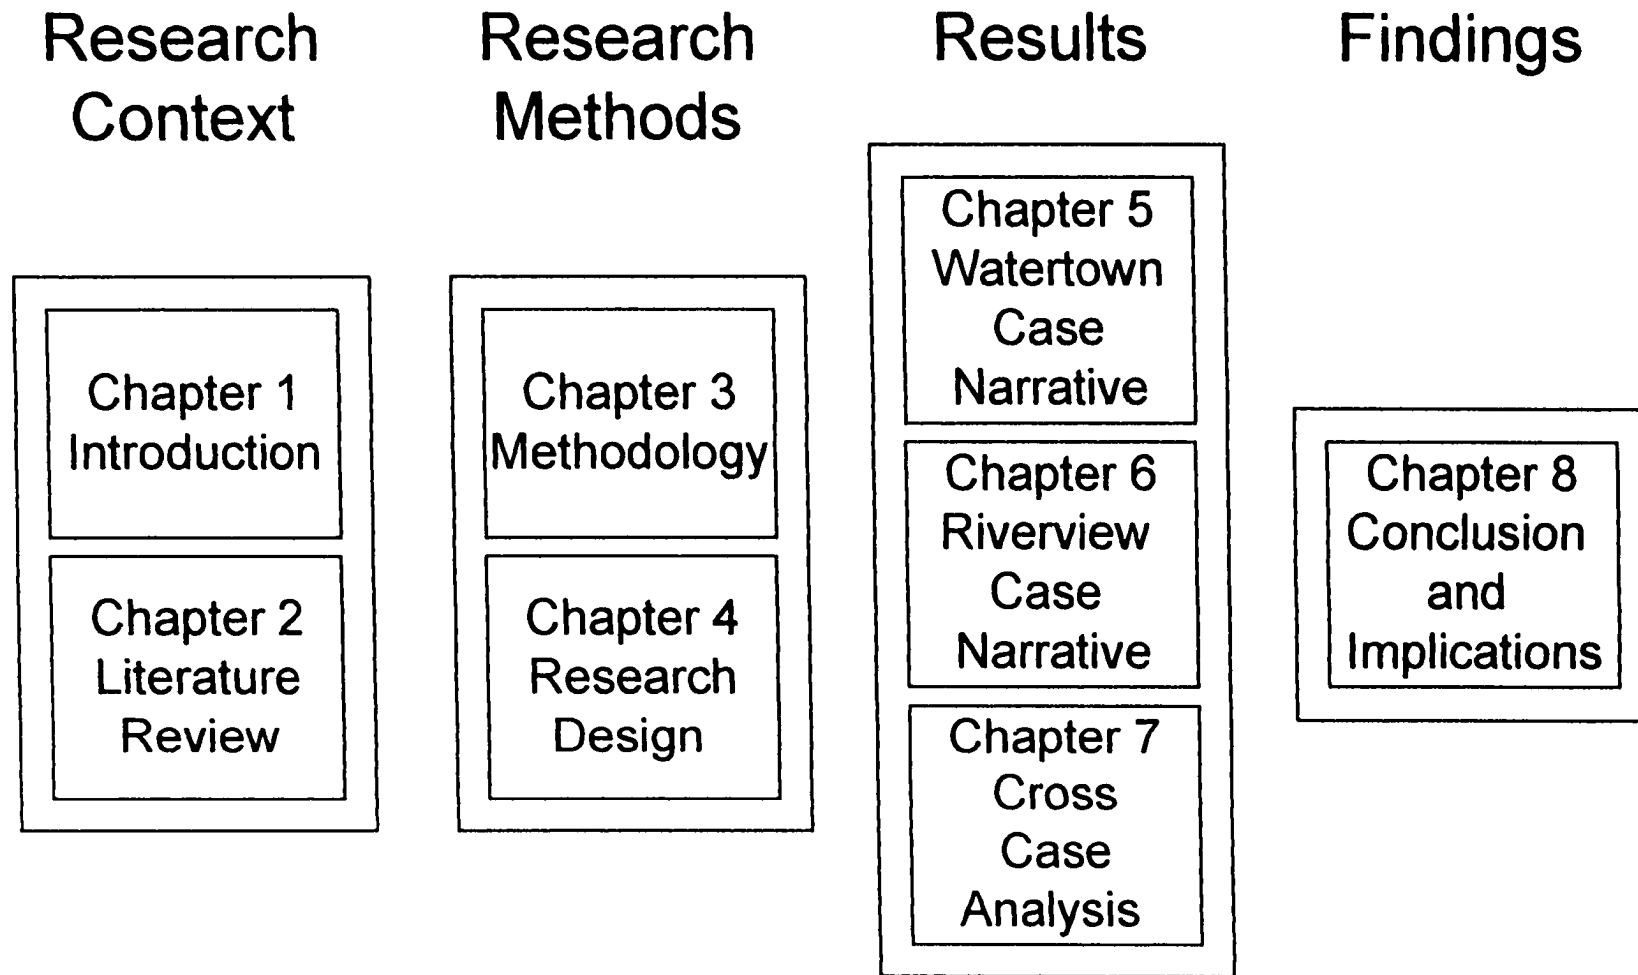 Research
Context
Chapter 1
Introduction
Chapter 2
Literature
Review
Research
Methods
Chapter 3
Methodology
Chapter 4
Research
Design
Results
Chapter 5
Watertown
Case
Narrative
Chapter 6
Riverview
Case
Narrative
Chapter 7
Cross
Case
Analysis
Findings
Chapter 8
Conclusion
and
Implications